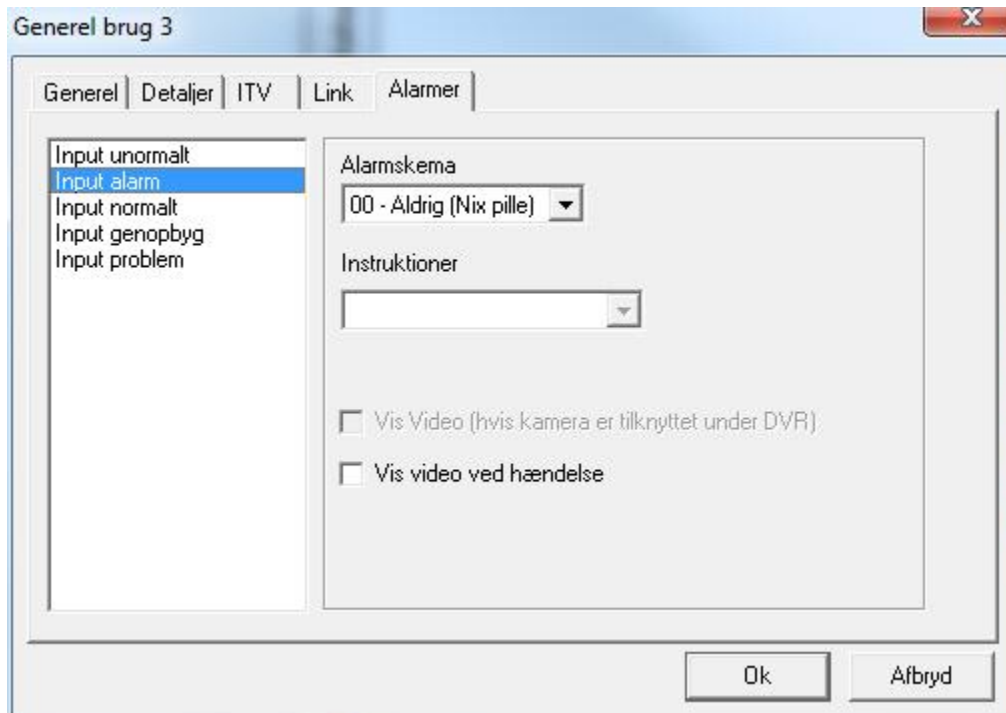 Generel brug 3
Generel
Detaljer
ITV
Link
Alarmer
Input unormalt
Input alarm
Input normalt
Input genopbyg
Input problem
Alarmskema
00 - Aldrig (Nix pille)
Instruktioner
Vis Video (hvis kamera er tilknyttet under DVR)
Vis video ved hændelse
Ok
Afbryd